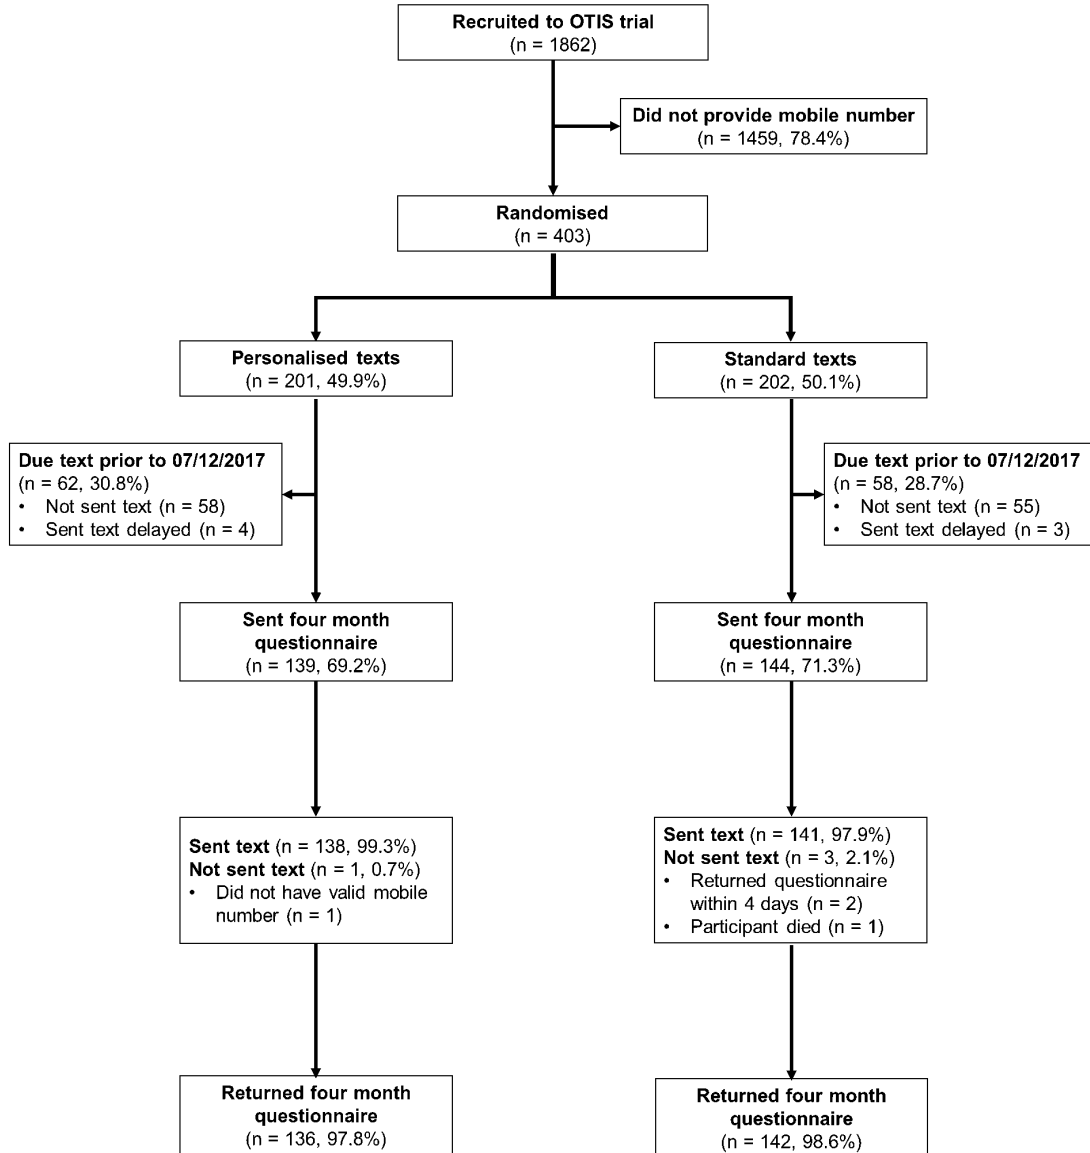 Recruited to OTIS trial
(n = 1862)
Did not provide mobile number
(n = 1459, 78.4%)
Randomised
(n = 403)
Personalised texts
(n = 201, 49.9%)
Standard texts
(n = 202, 50.1%)
Due text prior to 07/12/2017
(n = 62, 30.8%)
• Not sent text (n = 58)
• Sent text delayed (n = 4)
Due text prior to 07/12/2017
(n = 58, 28.7%)
• Not sent text (n = 55)
• Sent text delayed (n = 3)
Sent four month
questionnaire
(n = 139, 69.2%)
Sent four month
questionnaire
(n = 144, 71.3%)
Sent text (n = 138, 99.3%)
Not sent text (n = 1, 0.7%)
• Did not have valid mobile
number (n = 1)
Sent text (n = 141, 97.9%)
Not sent text (n = 3, 2.1%)
• Returned questionnaire
within 4 days (n = 2)
• Participant died (n = 1)
Returned four month
questionnaire
(n = 136, 97.8%)
Returned four month
questionnaire
(n = 142, 98.6%)